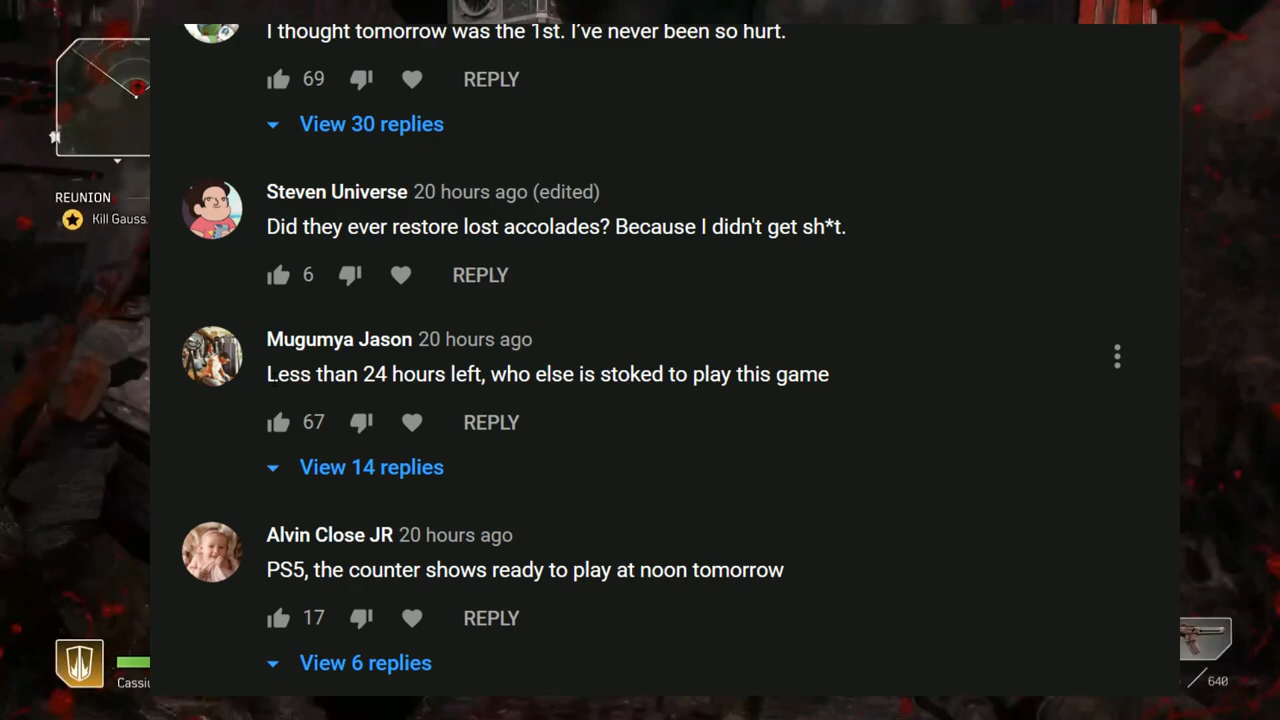 I thought tomorrow was the 1st. I've never been so hurt.
69 REPLY
View 30 replies
REUNION
Kill Gauss
Steven Universe 20 hours ago (edited)
Did they ever restore lost accolades? Because I didn't get sh*t.
6 REPLY
Mugumya Jason 20 hours ago
Less than 24 hours left, who else is stoked to play this game
67 REPLY
View 14 replies
Alvin Close JR 20 hours ago
PS5, the counter shows ready to play at noon tomorrow
17 REPLY
View 6 replies
Cassiu
640